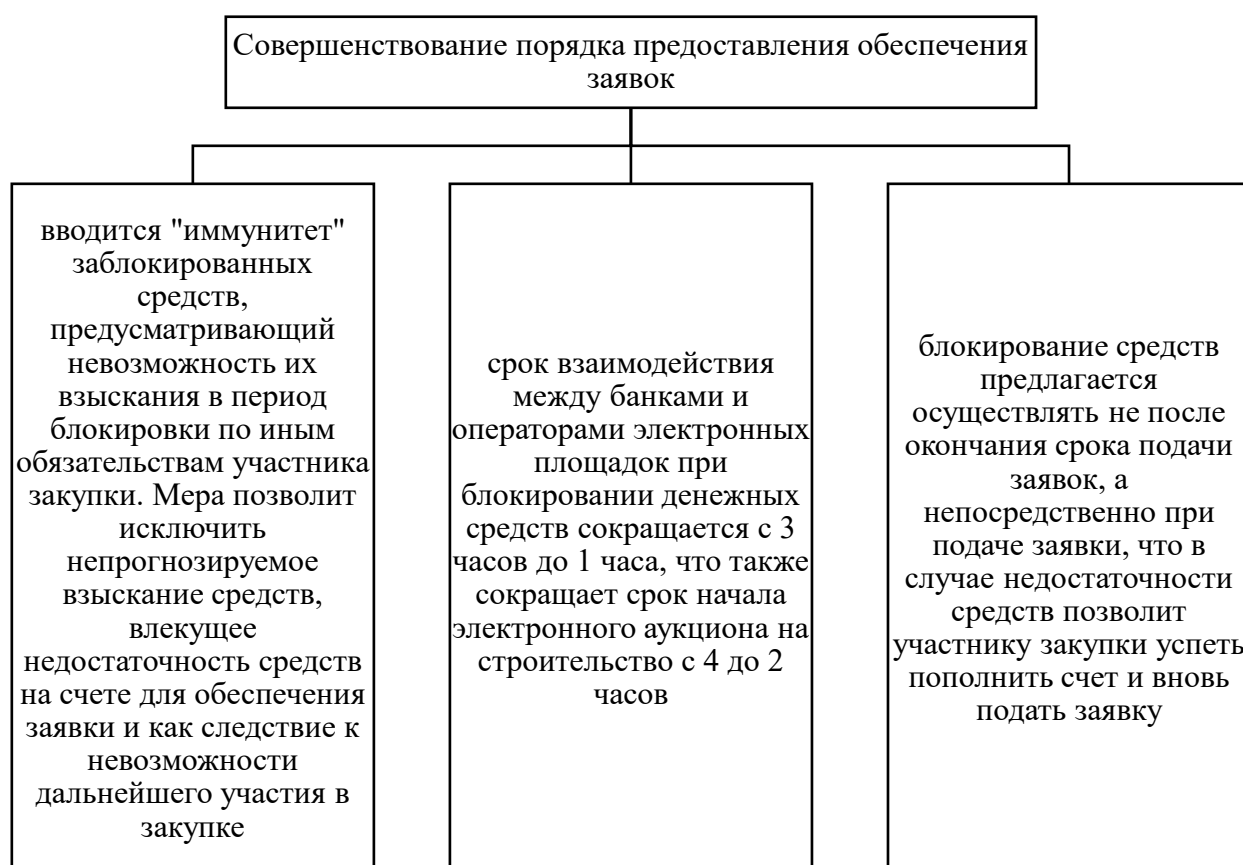 Совершенствование порядка предоставления обеспечения
заявок
вводится "иммунитет"
заблокированных
средств,
предусматривающий
невозможность их
взыскания в период
блокировки по иным
обязательствам участника
закупки. Мера позволит
исключить
непрогнозируемое
взыскание средств,
влекущее
недостаточность средств
на счете для обеспечения
заявки и как следствие к
невозможности
дальнейшего участия в
закупке
срок взаимодействия
между банками и
операторами электронных
площадок при
блокировании денежных
средств сокращается с 3
часов до 1 часа, что также
сокращает срок начала
электронного аукциона на
строительство с 4 до 2
часов
блокирование средств
предлагается
осуществлять не после
окончания срока подачи
заявок, а
непосредственно при
подаче заявки, что в
случае недостаточности
средств позволит
участнику закупки успеть
пополнить счет и вновь
подать заявку